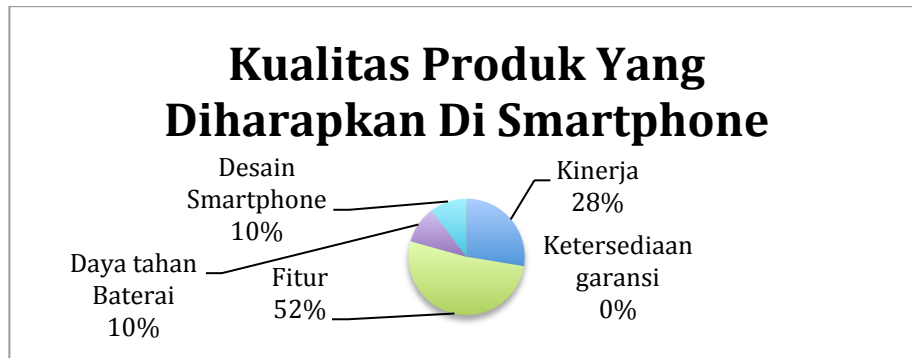 Kualitas Produk Yang
Diharapkan Di Smartphone
Desain
Smartphone
10%
Kinerja
28%
Daya tahan
Baterai
10%
Fitur
52%
Ketersediaan
garansi
0%